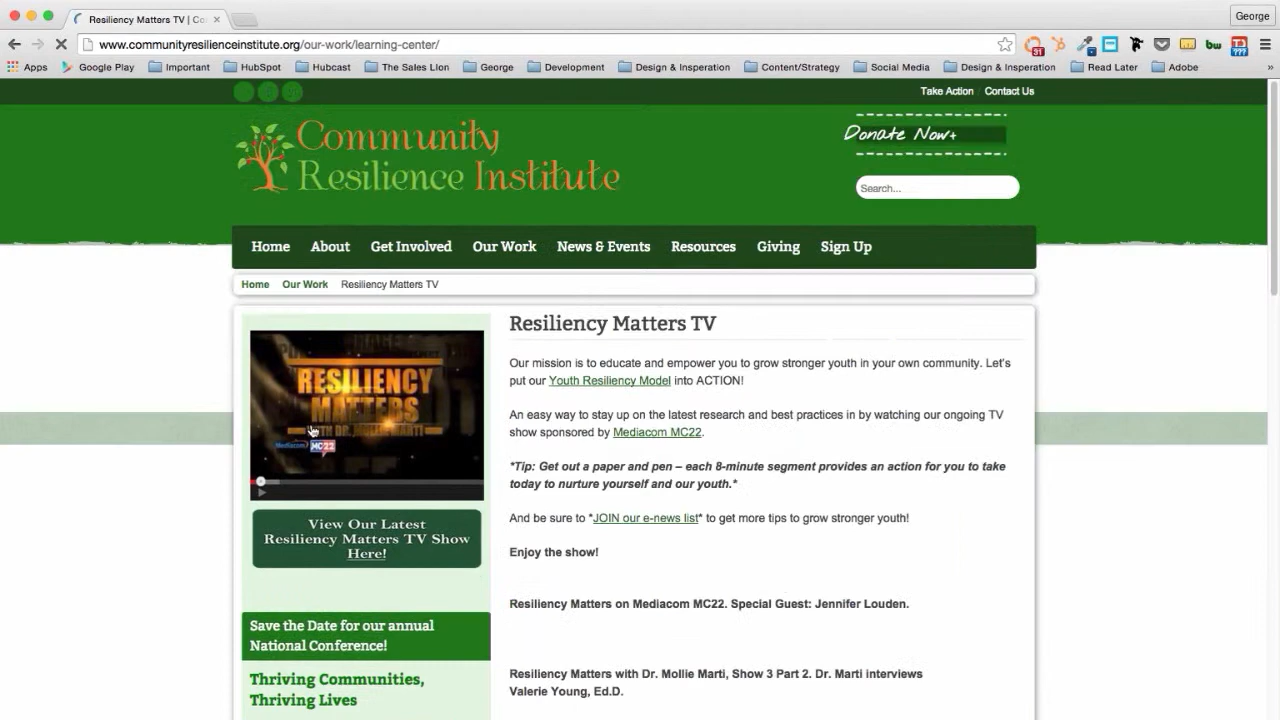 Resiliency Matters TV | Co
George
www.communityresilienceinstitute.org/our-work/learning-center/
31
Apps Google Play Important HubSpot Hubcast The Sales Lion George Development Design & Insperation Content/Strategy Social Media Design & Insperation Read Later Adobe »
Take Action Contact Us
Community
Resilience Institute
Donate Now+
Search...
Home About Get Involved Our Work News & Events Resources Giving Sign Up
Home Our Work Resiliency Matters TV
RESILIENCY
MATTERS
Mediacom MC22
View Our Latest
Resiliency Matters TV Show
Here!
Save the Date for our annual
National Conference!
Thriving Communities,
Thriving Lives
Resiliency Matters TV
Our mission is to educate and empower you to grow stronger youth in your own community. Let's
put our Youth Resiliency Model into ACTION!
An easy way to stay up on the latest research and best practices in by watching our ongoing TV
show sponsored by Mediacom MC22.
*Tip: Get out a paper and pen – each 8-minute segment provides an action for you to take
today to nurture yourself and our youth.*
And be sure to *JOIN our e-news list* to get more tips to grow stronger youth!
Enjoy the show!
Resiliency Matters on Mediacom MC22. Special Guest: Jennifer Louden.
Resiliency Matters with Dr. Mollie Marti, Show 3 Part 2. Dr. Marti interviews
Valerie Young, Ed.D.